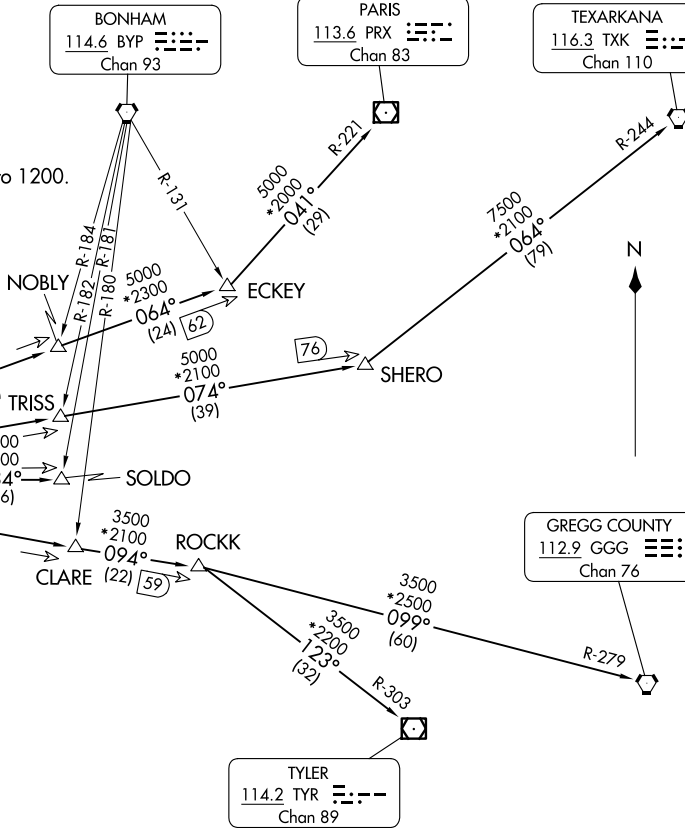 BONHAM
114.6 BYP
Chan 93
PARIS
113.6 PRX
Chan 83
TEXARKANA
116.3 TXK
Chan 110
R-221
R-244
o 1200.
R-131
5000
*2000
041°
(29)
7500
*2100
064°
(79)
R-184
R-181
R-182
R-180
N
NOBLY
5000
*2300
064°
(24)
62
ECKEY
5000
*2100
074°
(39)
76
SHERO
TRISS
00
00
4°
6)
SOLDO
3500
*2100
094°
(22)
59
CLARE
ROCKK
GREGG COUNTY
112.9 GGG
Chan 76
3500
*2500
099°
(60)
R-279
3500
*2200
123°
(32)
R-303
TYLER
114.2 TYR
Chan 89